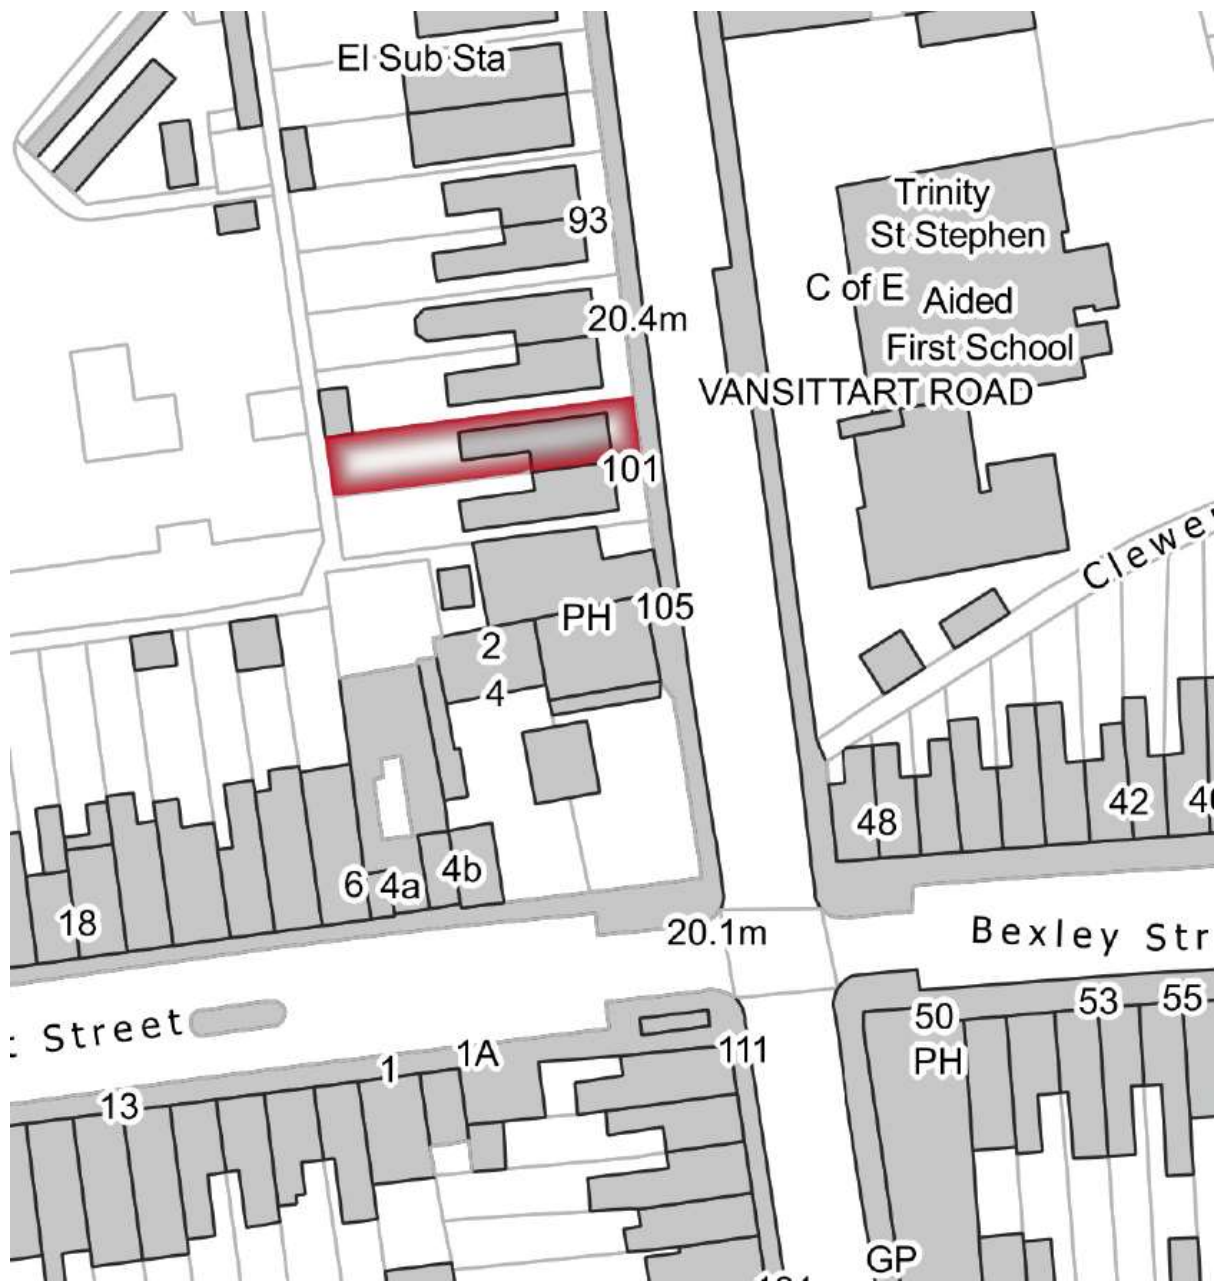 El Sub Sta
93
Trinity
St Stephen
C of E Aided
First School
20.4m
VANSITTART ROAD
101
105
PH
2
4
48
42
6
4a
4b
18
20.1m
Bexley Str
Street
50
PH
53
55
111
1A
1
13
GP